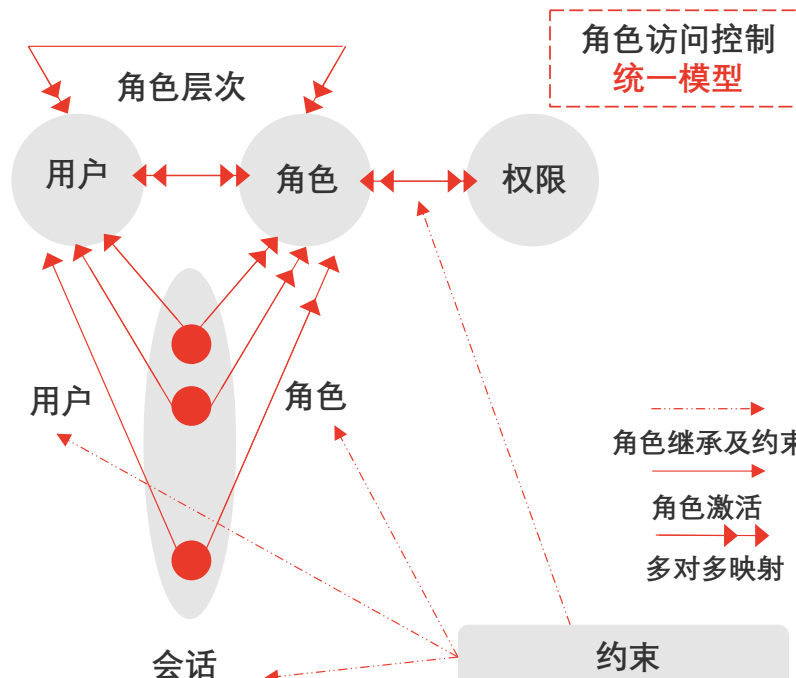 角色访问控制
统一模型
角色层次
用户
角色
权限
用户
角色
角色继承及约束
角色激活
多对多映射
会话
约束